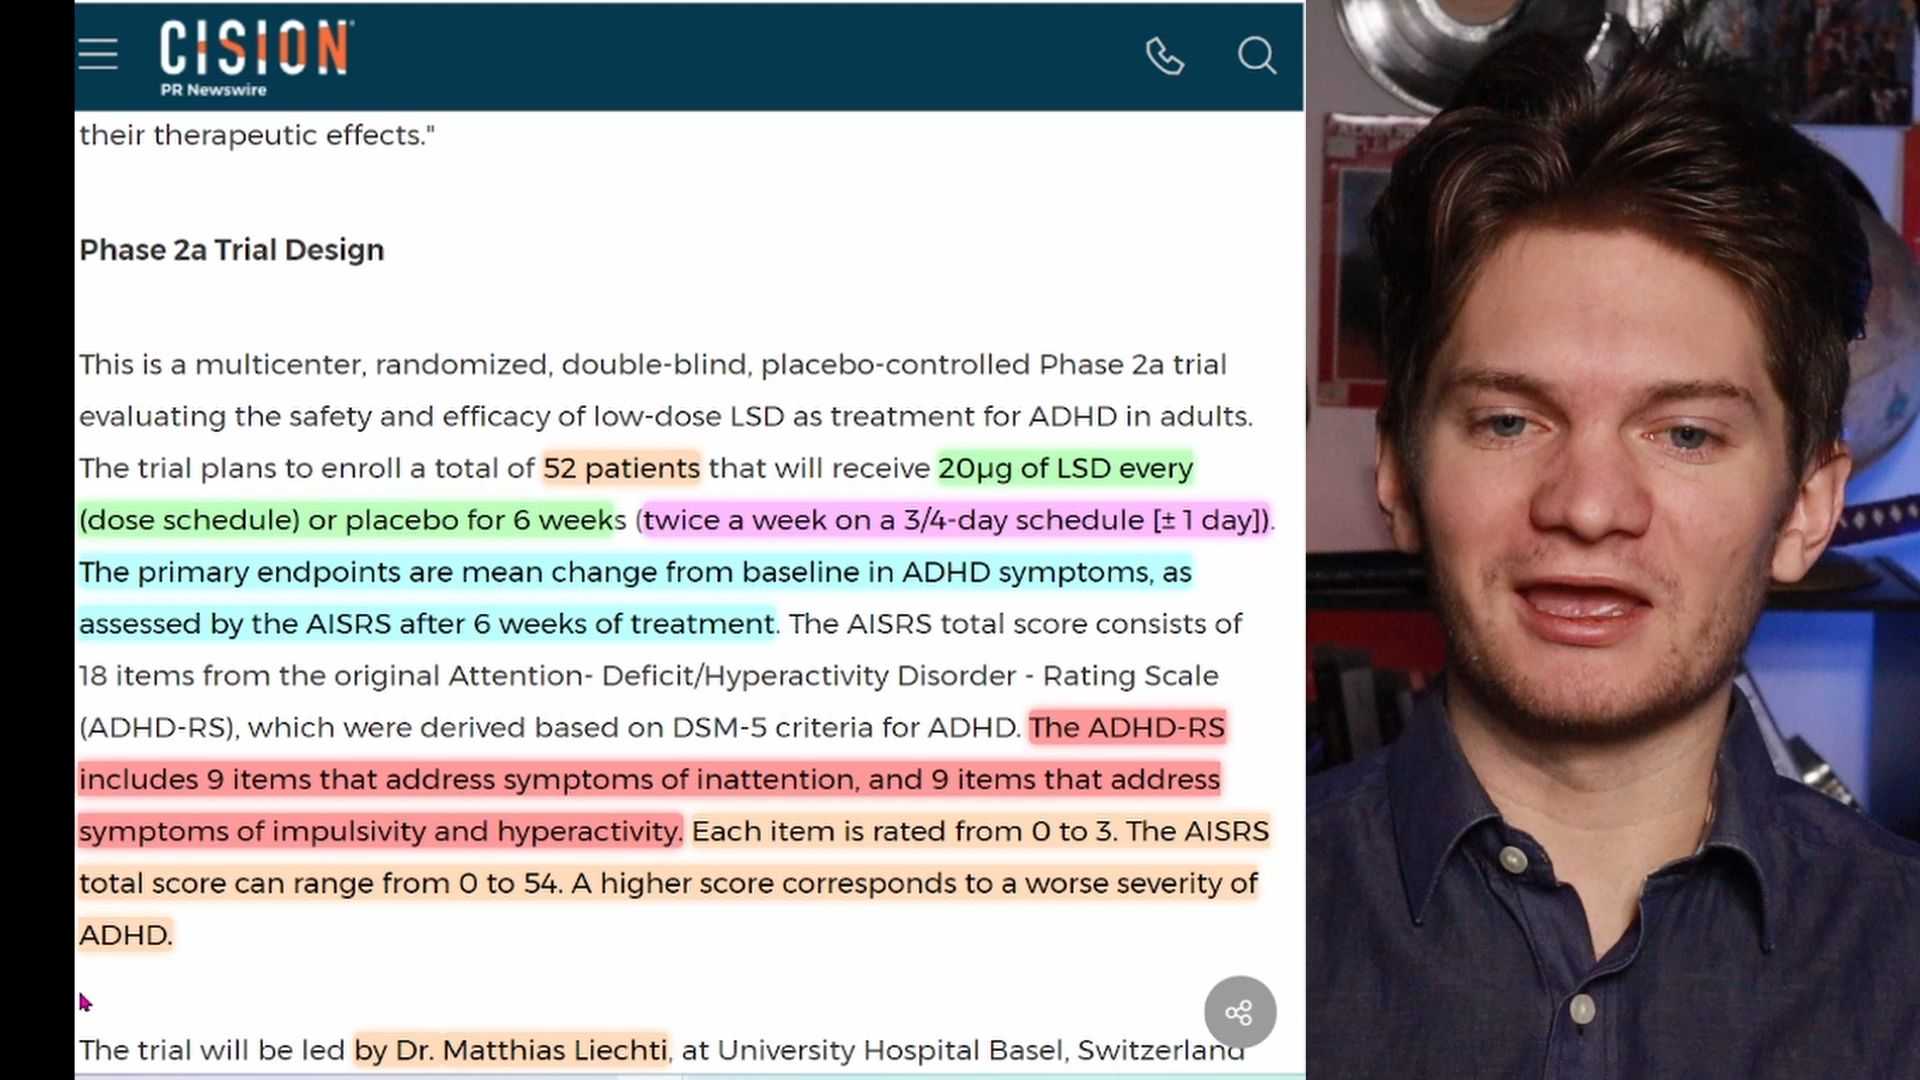 CISION
PR Newswire
their therapeutic effects."
Phase 2a Trial Design
This is a multicenter, randomized, double-blind, placebo-controlled Phase 2a trial
evaluating the safety and efficacy of low-dose LSD as treatment for ADHD in adults.
The trial plans to enroll a total of 52 patients that will receive 20µg of LSD every
(dose schedule) or placebo for 6 weeks (twice a week on a 3/4-day schedule [± 1 day]).
The primary endpoints are mean change from baseline in ADHD symptoms, as
assessed by the AISRS after 6 weeks of treatment. The AISRS total score consists of
18 items from the original Attention- Deficit/Hyperactivity Disorder - Rating Scale
(ADHD-RS), which were derived based on DSM-5 criteria for ADHD. The ADHD-RS
includes 9 items that address symptoms of inattention, and 9 items that address
symptoms of impulsivity and hyperactivity. Each item is rated from 0 to 3. The AISRS
total score can range from 0 to 54. A higher score corresponds to a worse severity of
ADHD.
The trial will be led by Dr. Matthias Liechti, at University Hospital Basel, Switzerland